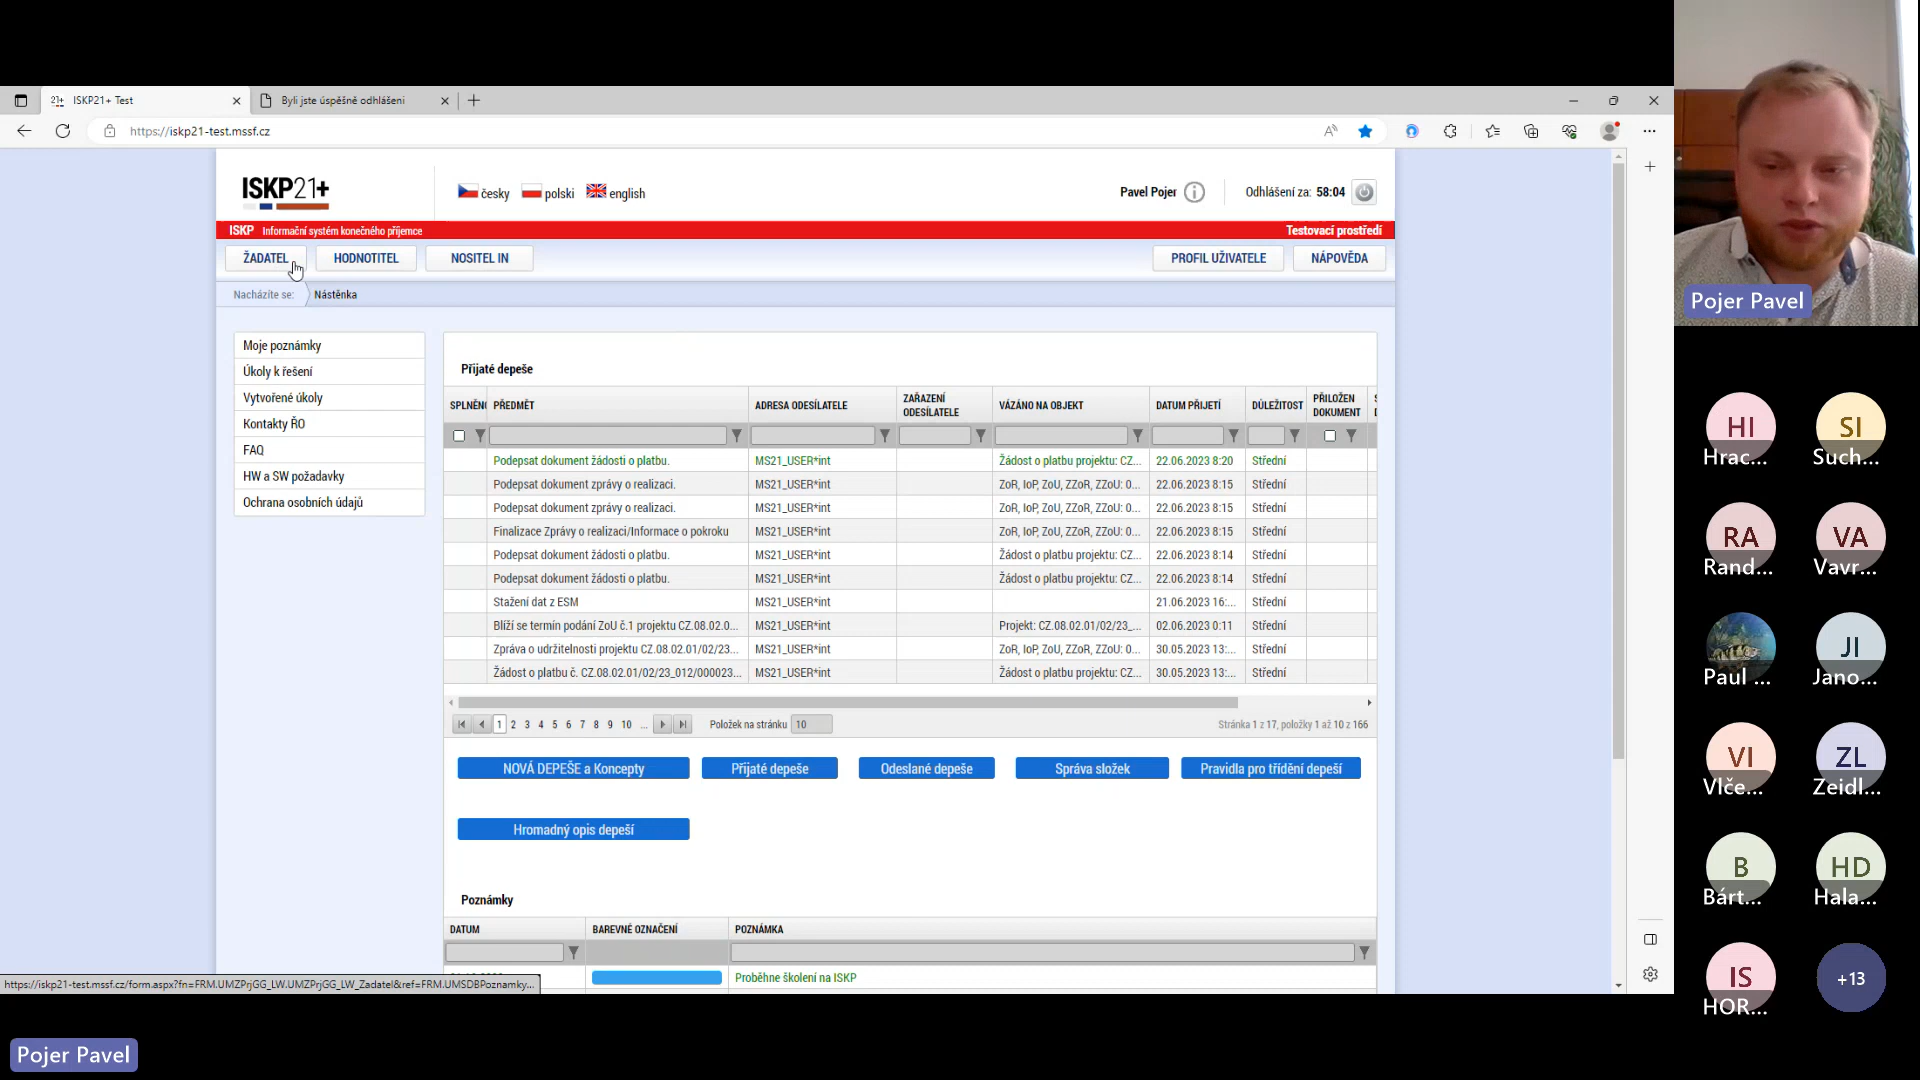 ISKP21+ Test
Byli jste úspěšně odhlášeni
https://iskp21-test.mssf.cz
ISKP21+
česky polski english
Pavel Pojer
Odhlášení za: 58:04
ISKP Informační systém konečného příjemce
Testovací prostředí
ŽADATEL HODNOTITEL NOSITEL IN PROFIL UŽIVATELE NÁPOVĚDA
Nacházíte se: Nástěnka
Moje poznámky
Úkoly k řešení
Vytvořené úkoly
Kontakty ŘO
FAQ
HW a SW požadavky
Ochrana osobních údajů
Přijaté depeše
SPLNĚNO PŘEDMĚT ADRESA ODESÍLATELE ZAŘAZENÍ ODESÍLATELE VÁZÁNO NA OBJEKT DATUM PŘIJETÍ DŮLEŽITOST PŘILOŽEN DOKUMENT
Podepsat dokument žádosti o platbu. MS21_USER*int Žádost o platbu projektu: CZ... 22.06.2023 8:20 Střední
Podepsat dokument zprávy o realizaci. MS21_USER*int ZoR, IoP, ZoU, ZZoR, ZZoU: 0... 22.06.2023 8:15 Střední
Podepsat dokument zprávy o realizaci. MS21_USER*int ZoR, IoP, ZoU, ZZoR, ZZoU: 0... 22.06.2023 8:15 Střední
Finalizace Zprávy o realizaci/Informace o pokroku MS21_USER*int ZoR, IoP, ZoU, ZZoR, ZZoU: 0... 22.06.2023 8:15 Střední
Podepsat dokument žádosti o platbu. MS21_USER*int Žádost o platbu projektu: CZ... 22.06.2023 8:14 Střední
Podepsat dokument žádosti o platbu. MS21_USER*int Žádost o platbu projektu: CZ... 22.06.2023 8:14 Střední
Stažení dat z ESM MS21_USER*int 21.06.2023 16:... Střední
Blíží se termín podání ZoU č.1 projektu CZ.08.02.0... MS21_USER*int Projekt: CZ.08.02.01/02/23_... 02.06.2023 0:11 Střední
Zpráva o udržitelnosti projektu CZ.08.02.01/02/23... MS21_USER*int ZoR, IoP, ZoU, ZZoR, ZZoU: 0... 30.05.2023 13:... Střední
Žádost o platbu č. CZ.08.02.01/02/23_012/000023... MS21_USER*int Žádost o platbu projektu: CZ... 30.05.2023 13:... Střední
1 2 3 4 5 6 7 8 9 10 ... Položek na stránku 10 Stránka 1 z 17, položky 1 až 10 z 166
NOVÁ DEPEŠE a Koncepty Přijaté depeše Odeslané depeše Správa složek Pravidla pro třídění depeší
Hromadný opis depeší
Poznámky
DATUM BAREVNÉ OZNAČENÍ POZNÁMKA
Proběhne školení na ISKP
https://iskp21-test.mssf.cz/form.aspx?fn=FRM.UMZPrjGG_LW.UMZPrjGG_LW_Zadatel&ref=FRM.UMSDBPoznamky...
Pojer Pavel
Pojer Pavel
HI SI
Hrac... Such...
RA VA
Rand... Vavr...
JI
Paul ... Jano...
VI ZL
Vlče... Zeidl...
B HD
Bárt... Hala...
IS +13
HOR...